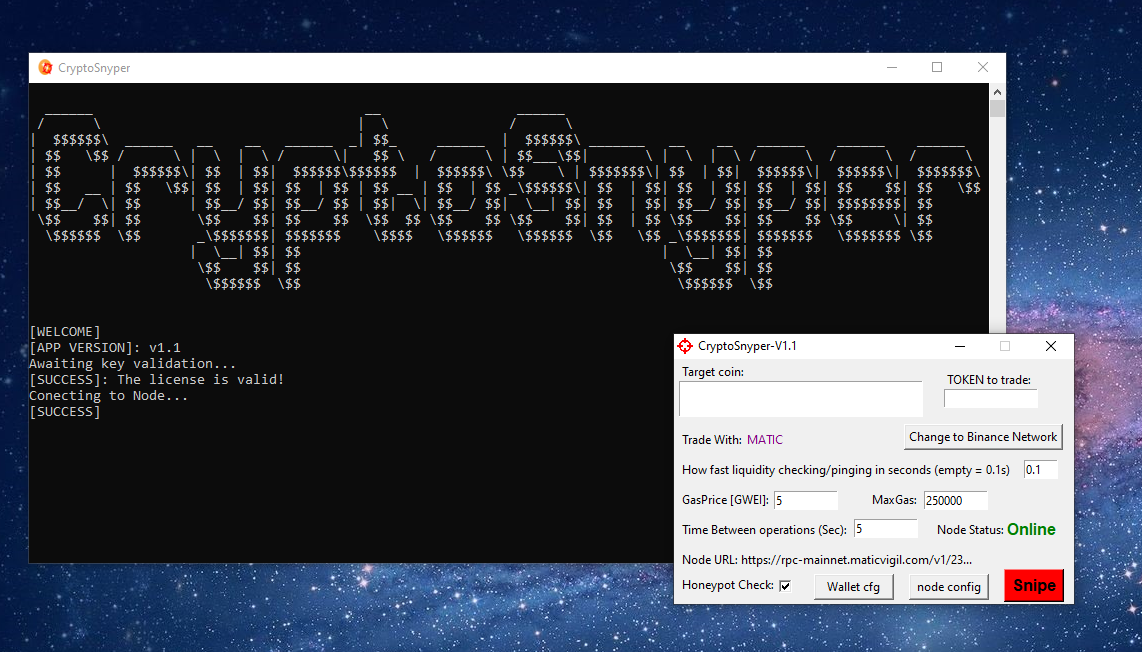 CryptoSnyper
CryptoSnyper
[WELCOME]
[APP VERSION]: v1.1
Awaiting key validation...
[SUCCESS]: The license is valid!
Conecting to Node...
[SUCCESS]
CryptoSnyper-V1.1
Target coin:
TOKEN to trade:
Trade With: MATIC
Change to Binance Network
How fast liquidity checking/pinging in seconds (empty = 0.1s) 0.1
GasPrice [GWEI]: 5 MaxGas: 250000
Time Between operations (Sec): 5 Node Status: Online
Node URL: https://rpc-mainnet.maticvigil.com/v1/23...
Honeypot Check: Wallet cfg node config Snipe